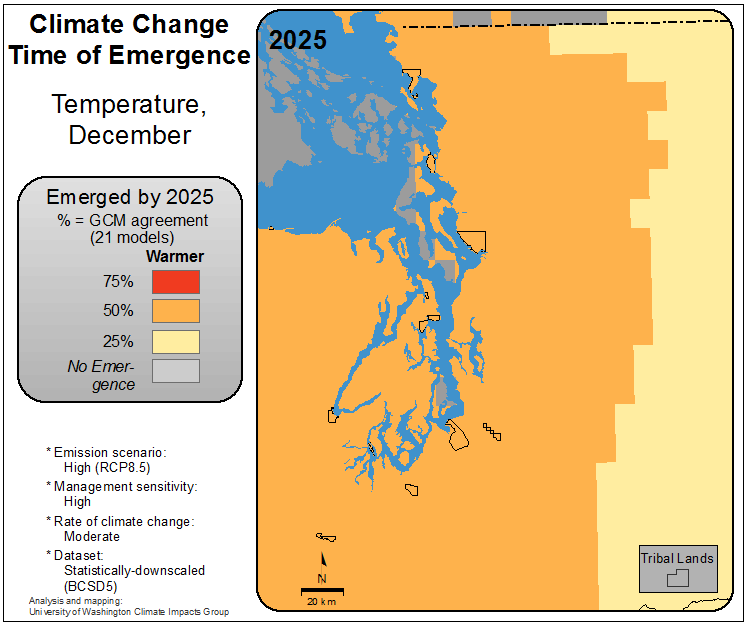 Climate Change
Time of Emergence
Temperature,
December
Emerged by 2025
% = GCM agreement
(21 models)
Warmer
75%
50%
25%
No Emer-
gence
* Emission scenario:
High (RCP8.5)
* Management sensitivity:
High
* Rate of climate change:
Moderate
* Dataset:
Statistically-downscaled
(BCSD5)
Analysis and mapping:
University of Washington Climate Impacts Group
2025
N
20 km
Tribal Lands